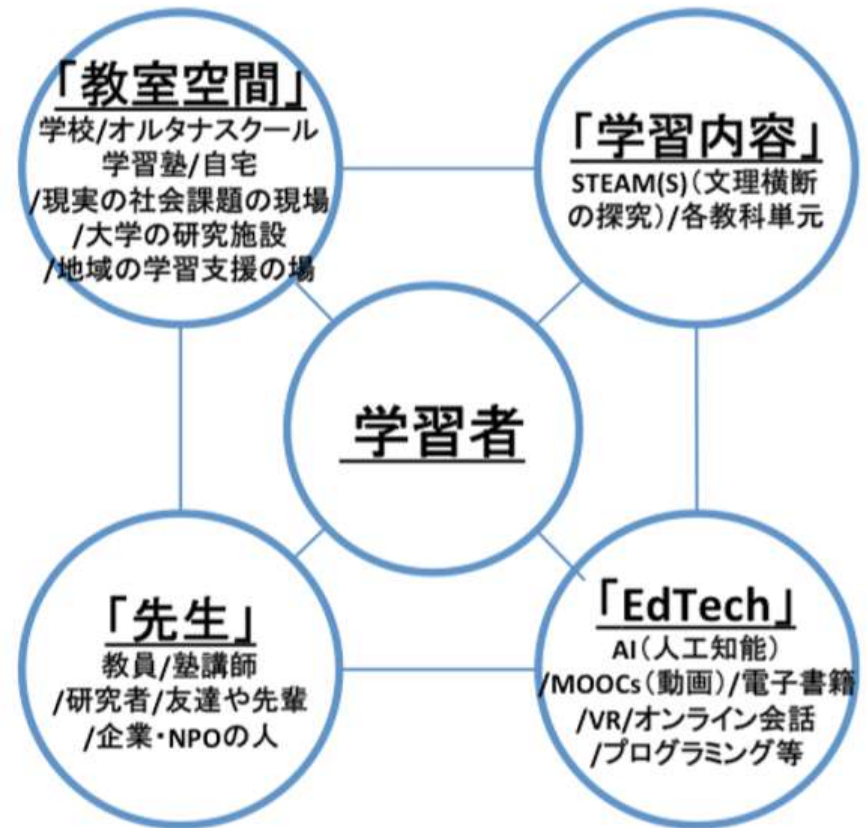 「教室空間」
学校/オルタナスクール
学習塾/自宅
/現実の社会課題の現場
/大学の研究施設
/地域の学習支援の場
「学習内容」
STEAM(S)(文理横断
の探究)/各教科単元
学習者
「先生」
教員/塾講師
/研究者/友達や先輩
/企業・NPOの人
「EdTech」
AI(人工知能)
/MOOCs(動画)/電子書籍
/VR/オンライン会話
/プログラミング等